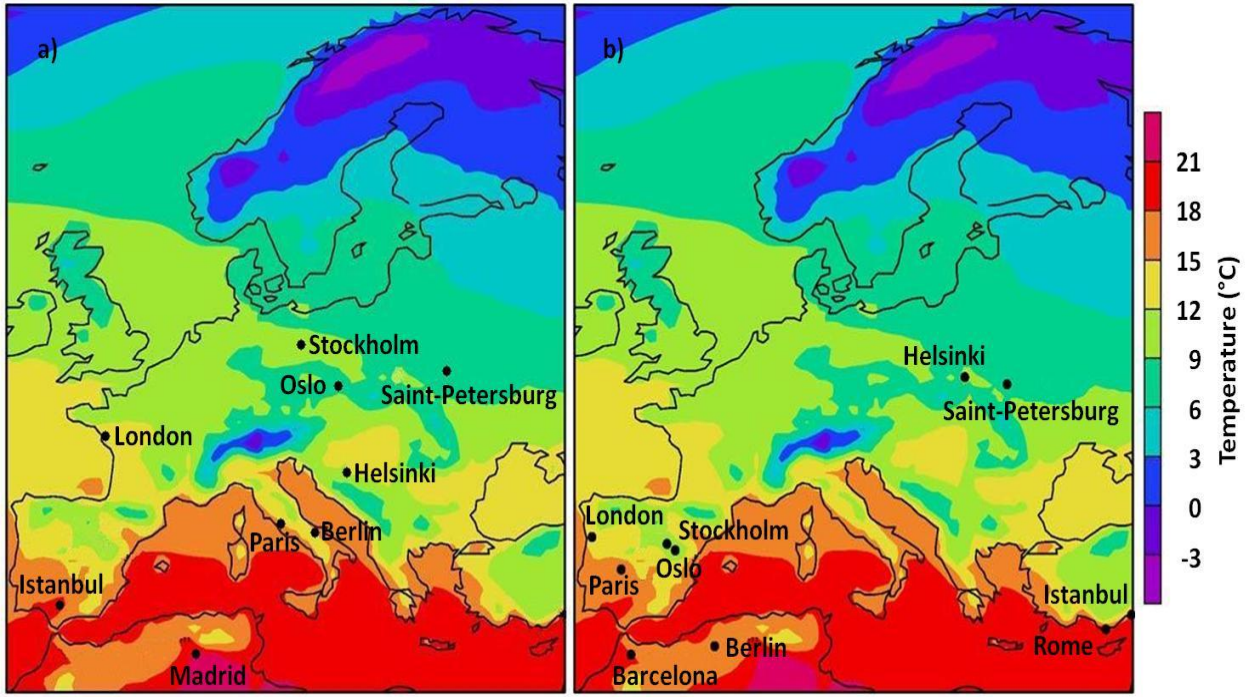 a)
Stockholm
Oslo
Saint-Petersburg
London
Helsinki
Paris
Berlin
Istanbul
Madrid
b)
Helsinki
Saint-Petersburg
London
Stockholm
Oslo
Paris
Istanbul
Berlin
Rome
Barcelona
21
18
15
12
9
6
3
0
-3
Temperature (°C)